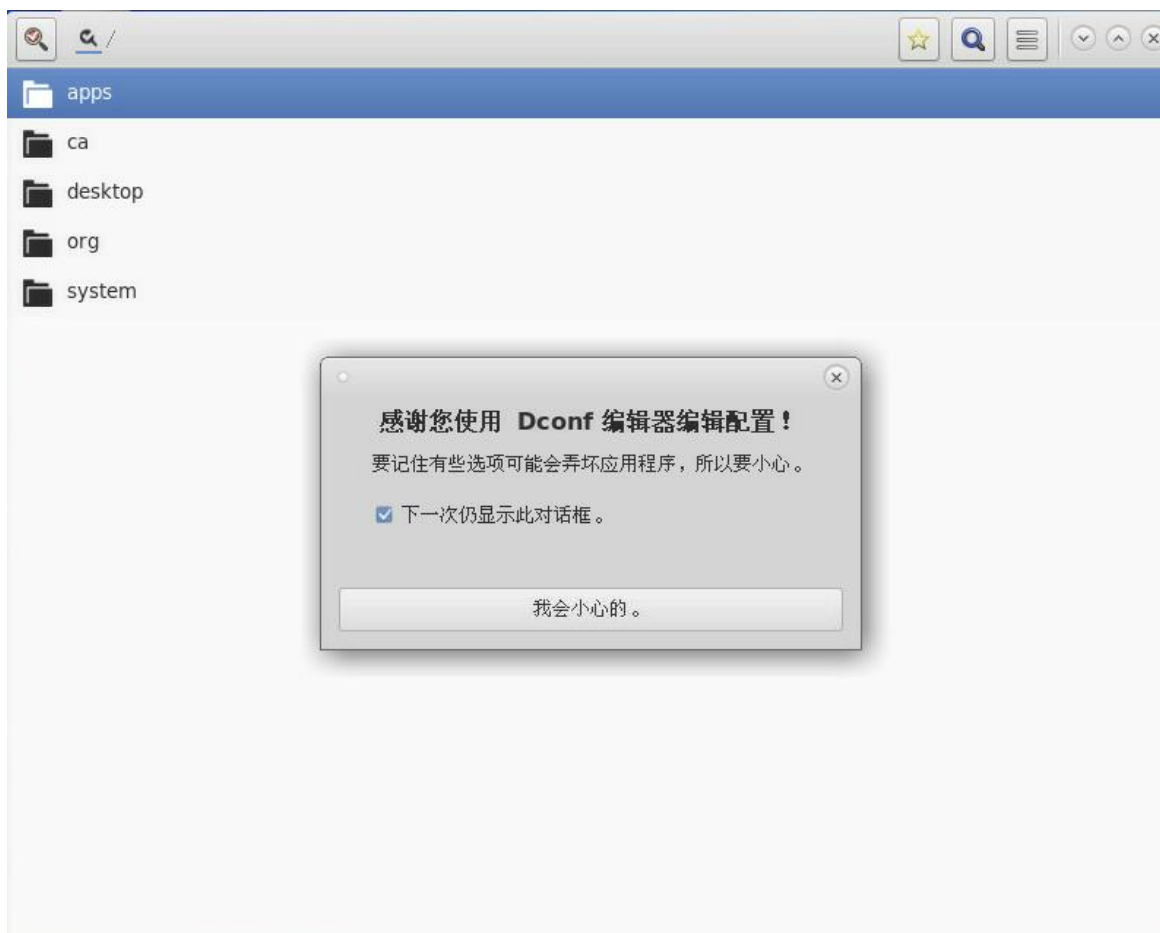 /
apps
ca
desktop
org
system
感谢您使用 Dconf 编辑器编辑配置！
要记住有些选项可能会弄坏应用程序，所以要小心。
下一次仍显示此对话框。
我会小心的。